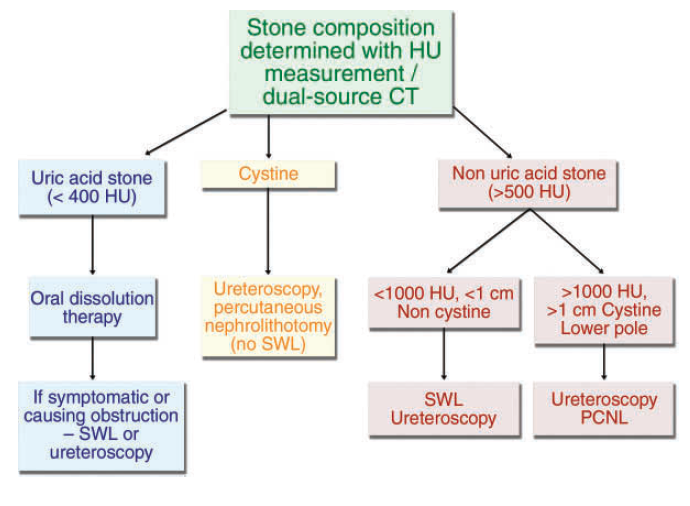 Stone composition
determined with HU
measurement /
dual-source CT
Uric acid stone
(< 400 HU)
Cystine
Non uric acid stone
(>500 HU)
Oral dissolution
therapy
Ureteroscopy,
percutaneous
nephrolithotomy
(no SWL)
<1000 HU, <1 cm
Non cystine
>1000 HU,
>1 cm Cystine
Lower pole
If symptomatic or
causing obstruction
– SWL or
ureteroscopy
SWL
Ureteroscopy
Ureteroscopy
PCNL